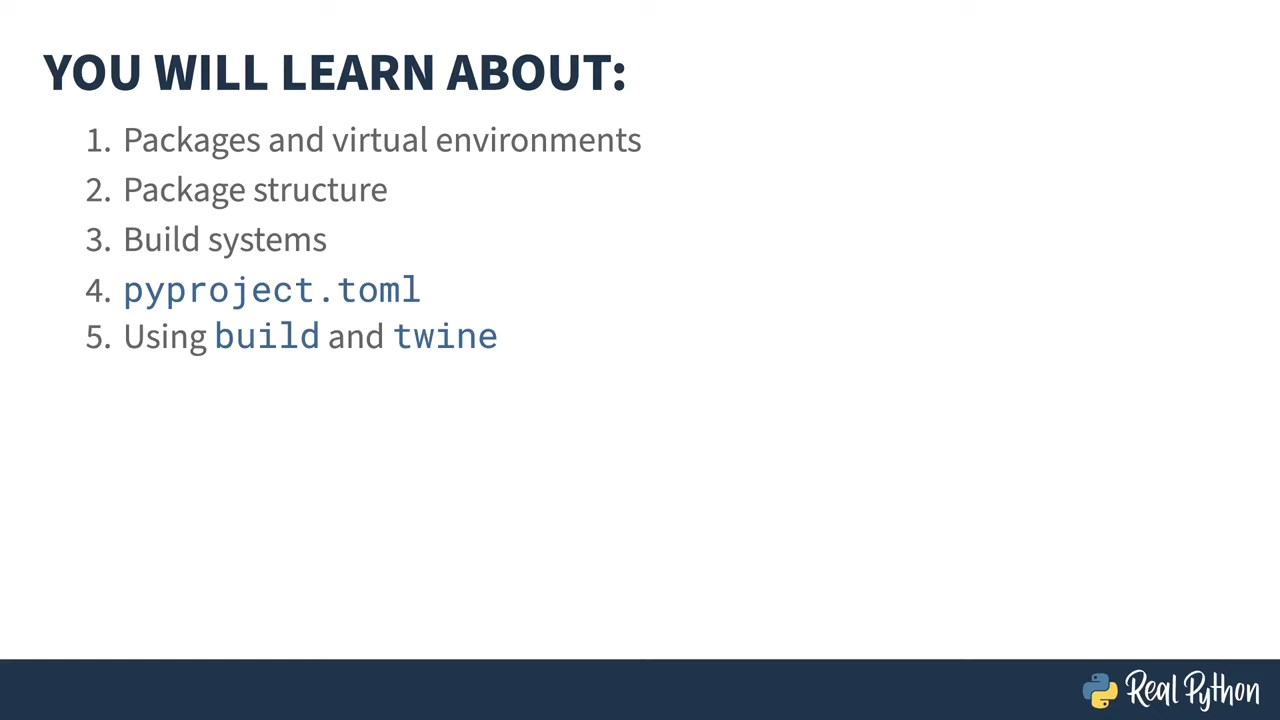 YOU WILL LEARN ABOUT:
1. Packages and virtual environments
2. Package structure
3. Build systems
4. pyproject.toml
5. Using build and twine
Real Python